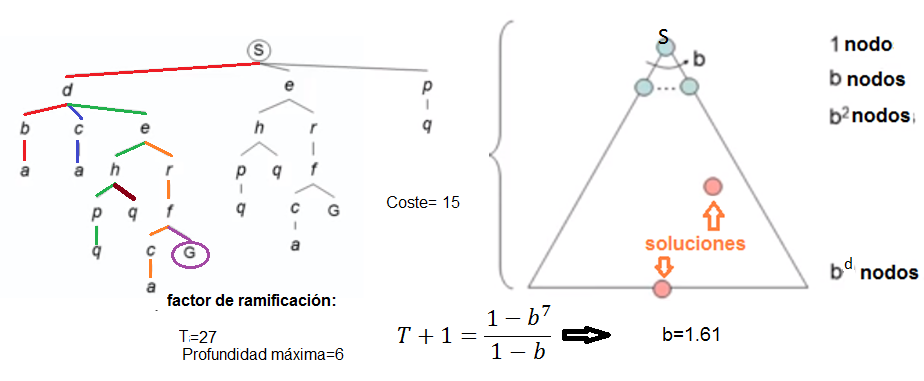 S
d e p
b c e h r q
a a h r p q f
p q f q c G
q c G a
a
Coste= 15
factor de ramificación:
T:=27
Profundidad máxima=6
T + 1 = \frac{1 - b^7}{1 - b}
b=1.61
S
b
soluciones
1 nodo
b nodos
b² nodos
b^d nodos